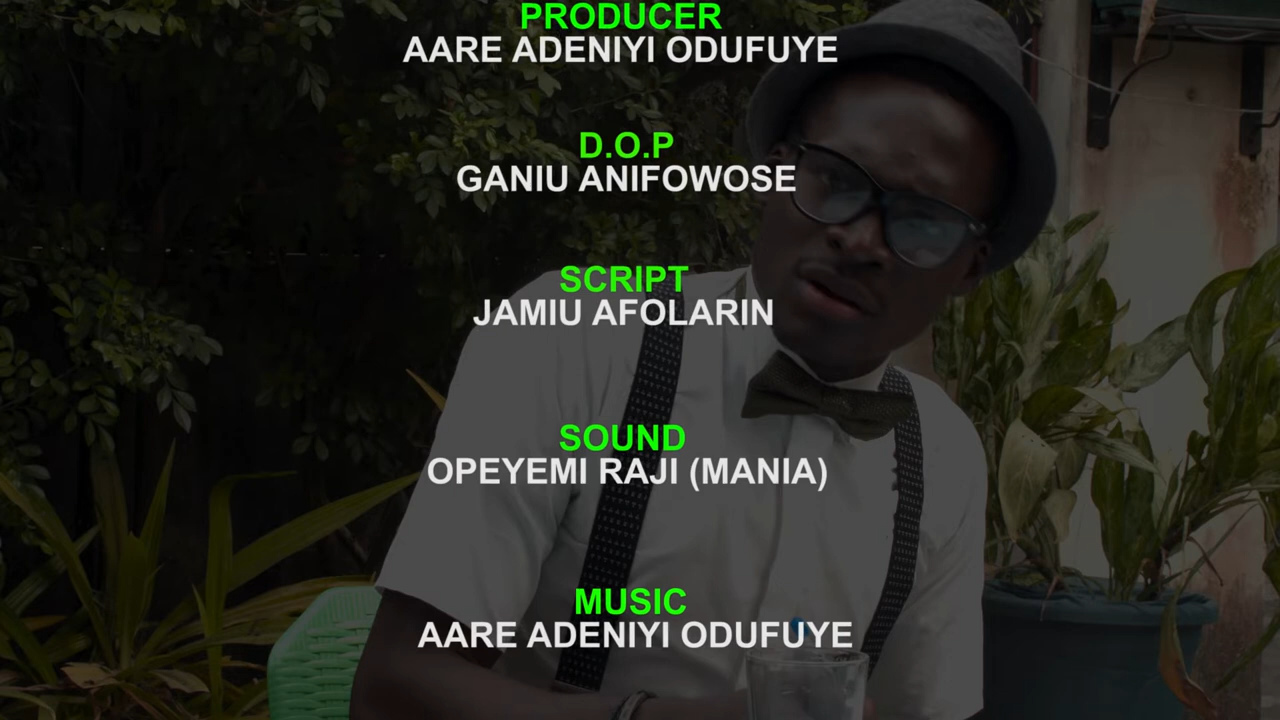 PRODUCER
AARE ADENIYI ODUFUYE
D.O.P
GANIU ANIFOWOSE
SCRIPT
JAMIU AFOLARIN
SOUND
OPEYEMI RAJI (MANIA)
MUSIC
AARE ADENIYI ODUFUYE